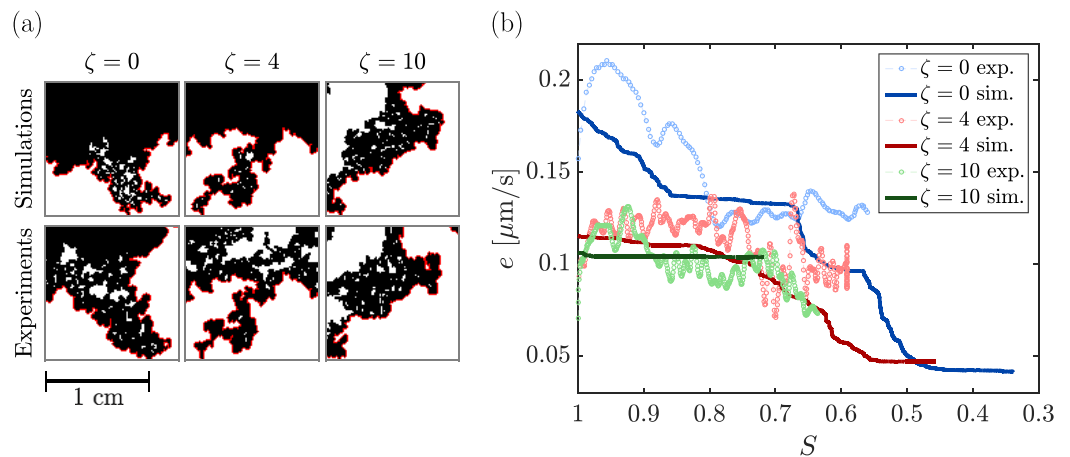 (a)
ζ = 0
ζ = 4
ζ = 10
Simulations
Experiments
1 cm
(b)
e [μm/s]
0.2
0.15
0.1
0.05
1
0.9
0.8
0.7
0.6
0.5
0.4
0.3
S
ζ = 0 exp.
ζ = 0 sim.
ζ = 4 exp.
ζ = 4 sim.
ζ = 10 exp.
ζ = 10 sim.